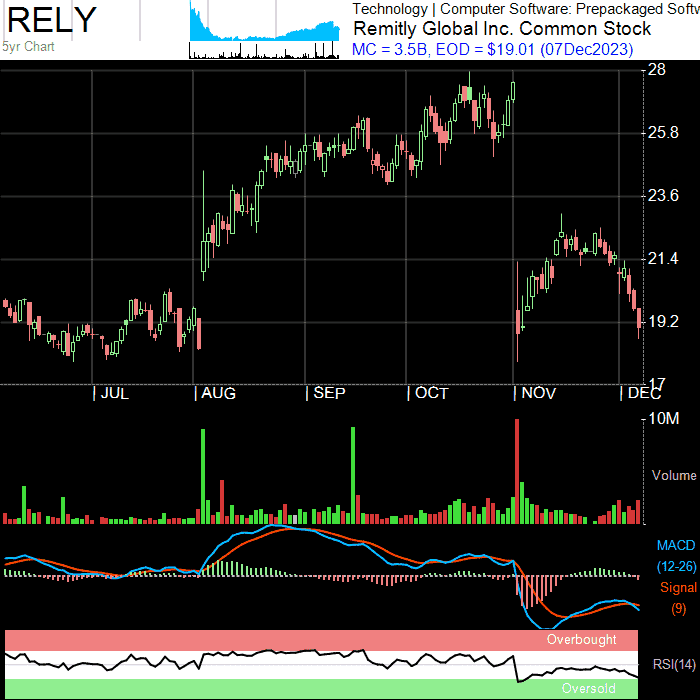 RELY
5yr Chart
Technology | Computer Software: Prepackaged Softw
Remitly Global Inc. Common Stock
MC = 3.5B, EOD = $19.01 (07Dec2023)
28
25.8
23.6
21.4
19.2
17
JUL AUG SEP OCT NOV DEC
10M
Volume
MACD
(12-26)
Signal
(9)
Overbought
RSI(14)
Oversold